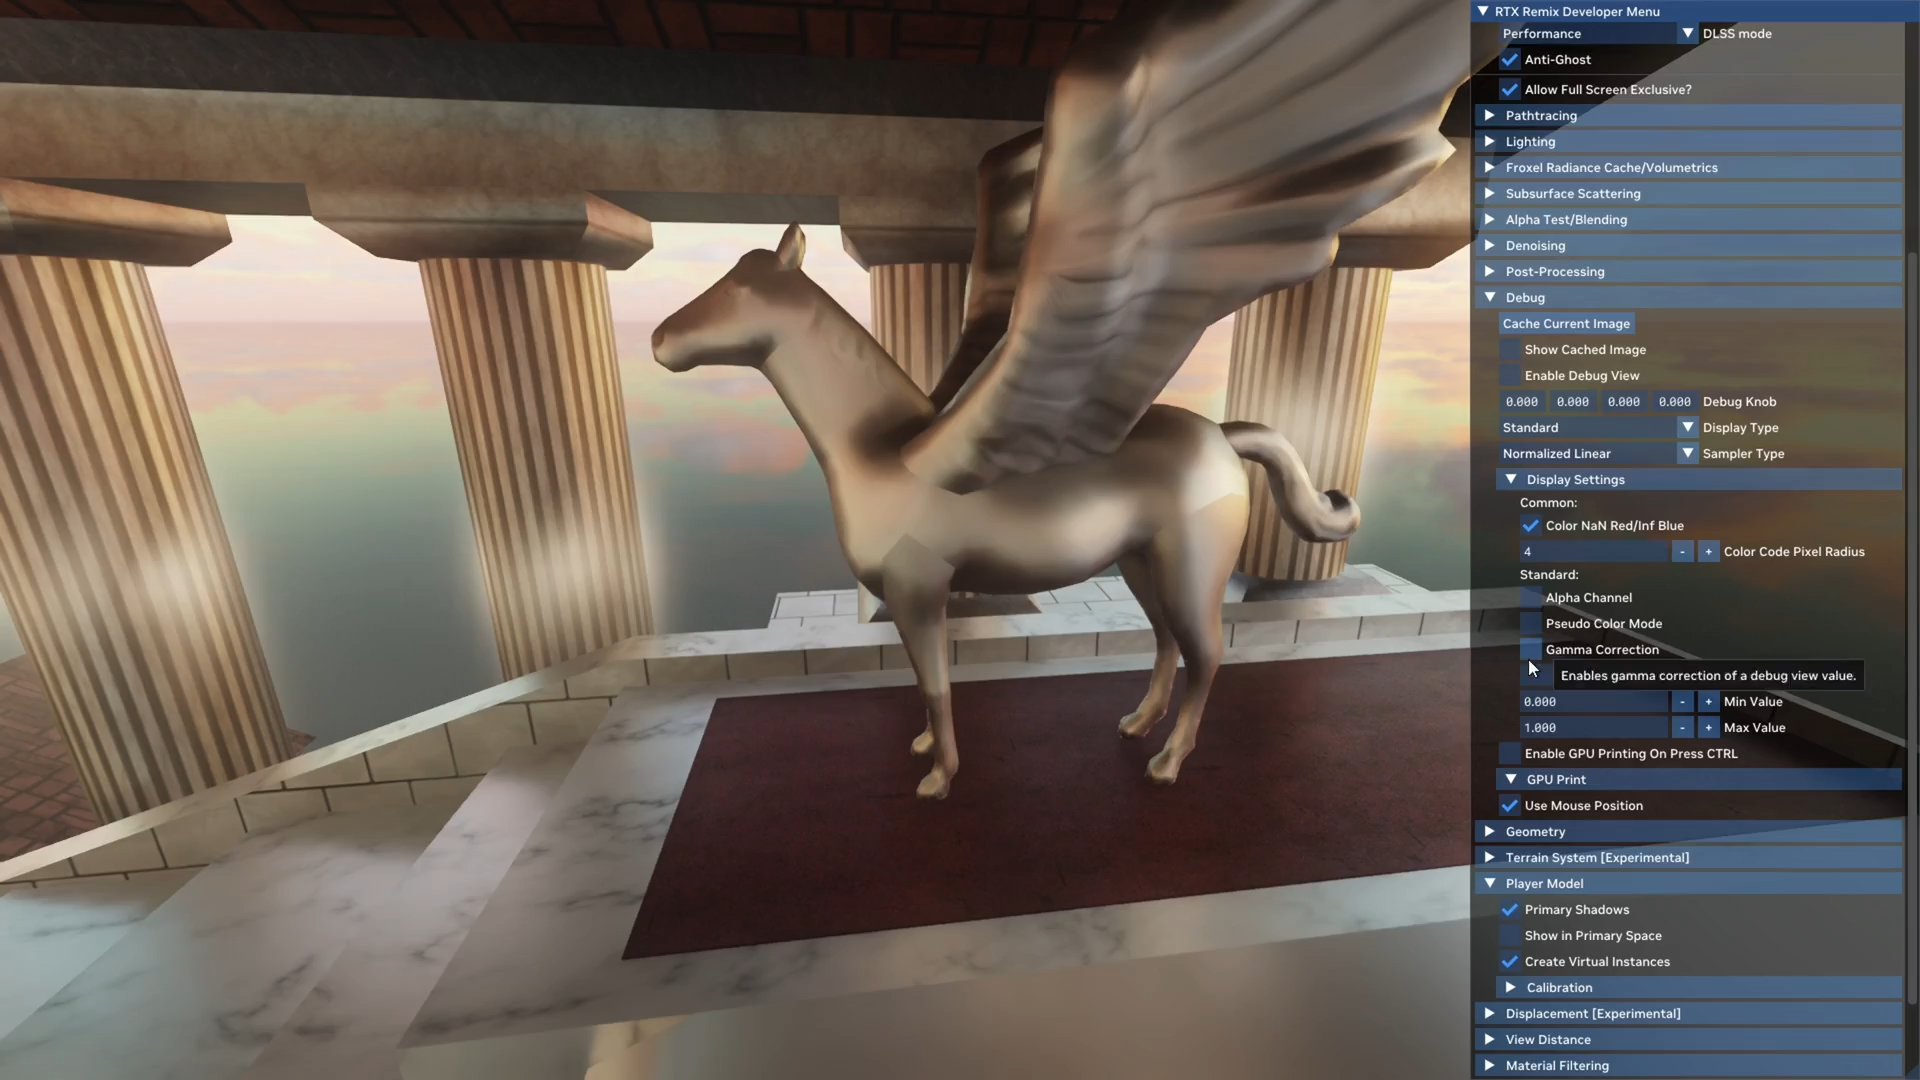 RTX Remix Developer Menu
Performance DLSS mode
Anti-Ghost
Allow Full Screen Exclusive?
Pathtracing
Lighting
Froxel Radiance Cache/Volumetrics
Subsurface Scattering
Alpha Test/Blending
Denoising
Post-Processing
Debug
Cache Current Image
Show Cached Image
Enable Debug View
0.000 0.000 0.000 0.000 Debug Knob
Standard Display Type
Normalized Linear Sampler Type
Display Settings
Common:
Color NaN Red/Inf Blue
4 - + Color Code Pixel Radius
Standard:
Alpha Channel
Pseudo Color Mode
Gamma Correction
Enables gamma correction of a debug view value.
0.000 - + Min Value
1.000 - + Max Value
Enable GPU Printing On Press CTRL
GPU Print
Use Mouse Position
Geometry
Terrain System [Experimental]
Player Model
Primary Shadows
Show in Primary Space
Create Virtual Instances
Calibration
Displacement [Experimental]
View Distance
Material Filtering